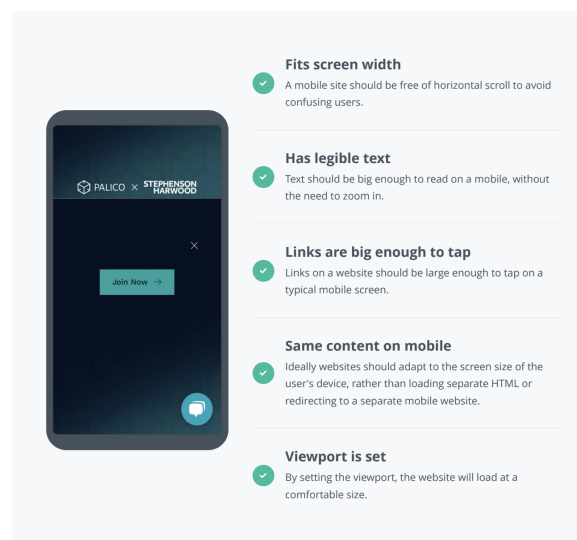 PALICO × STEPHENSON
HARWOOD
Join Now →
Fits screen width
A mobile site should be free of horizontal scroll to avoid
confusing users.
Has legible text
Text should be big enough to read on a mobile, without
the need to zoom in.
Links are big enough to tap
Links on a website should be large enough to tap on a
typical mobile screen.
Same content on mobile
Ideally websites should adapt to the screen size of the
user's device, rather than loading separate HTML or
redirecting to a separate mobile website.
Viewport is set
By setting the viewport, the website will load at a
comfortable size.